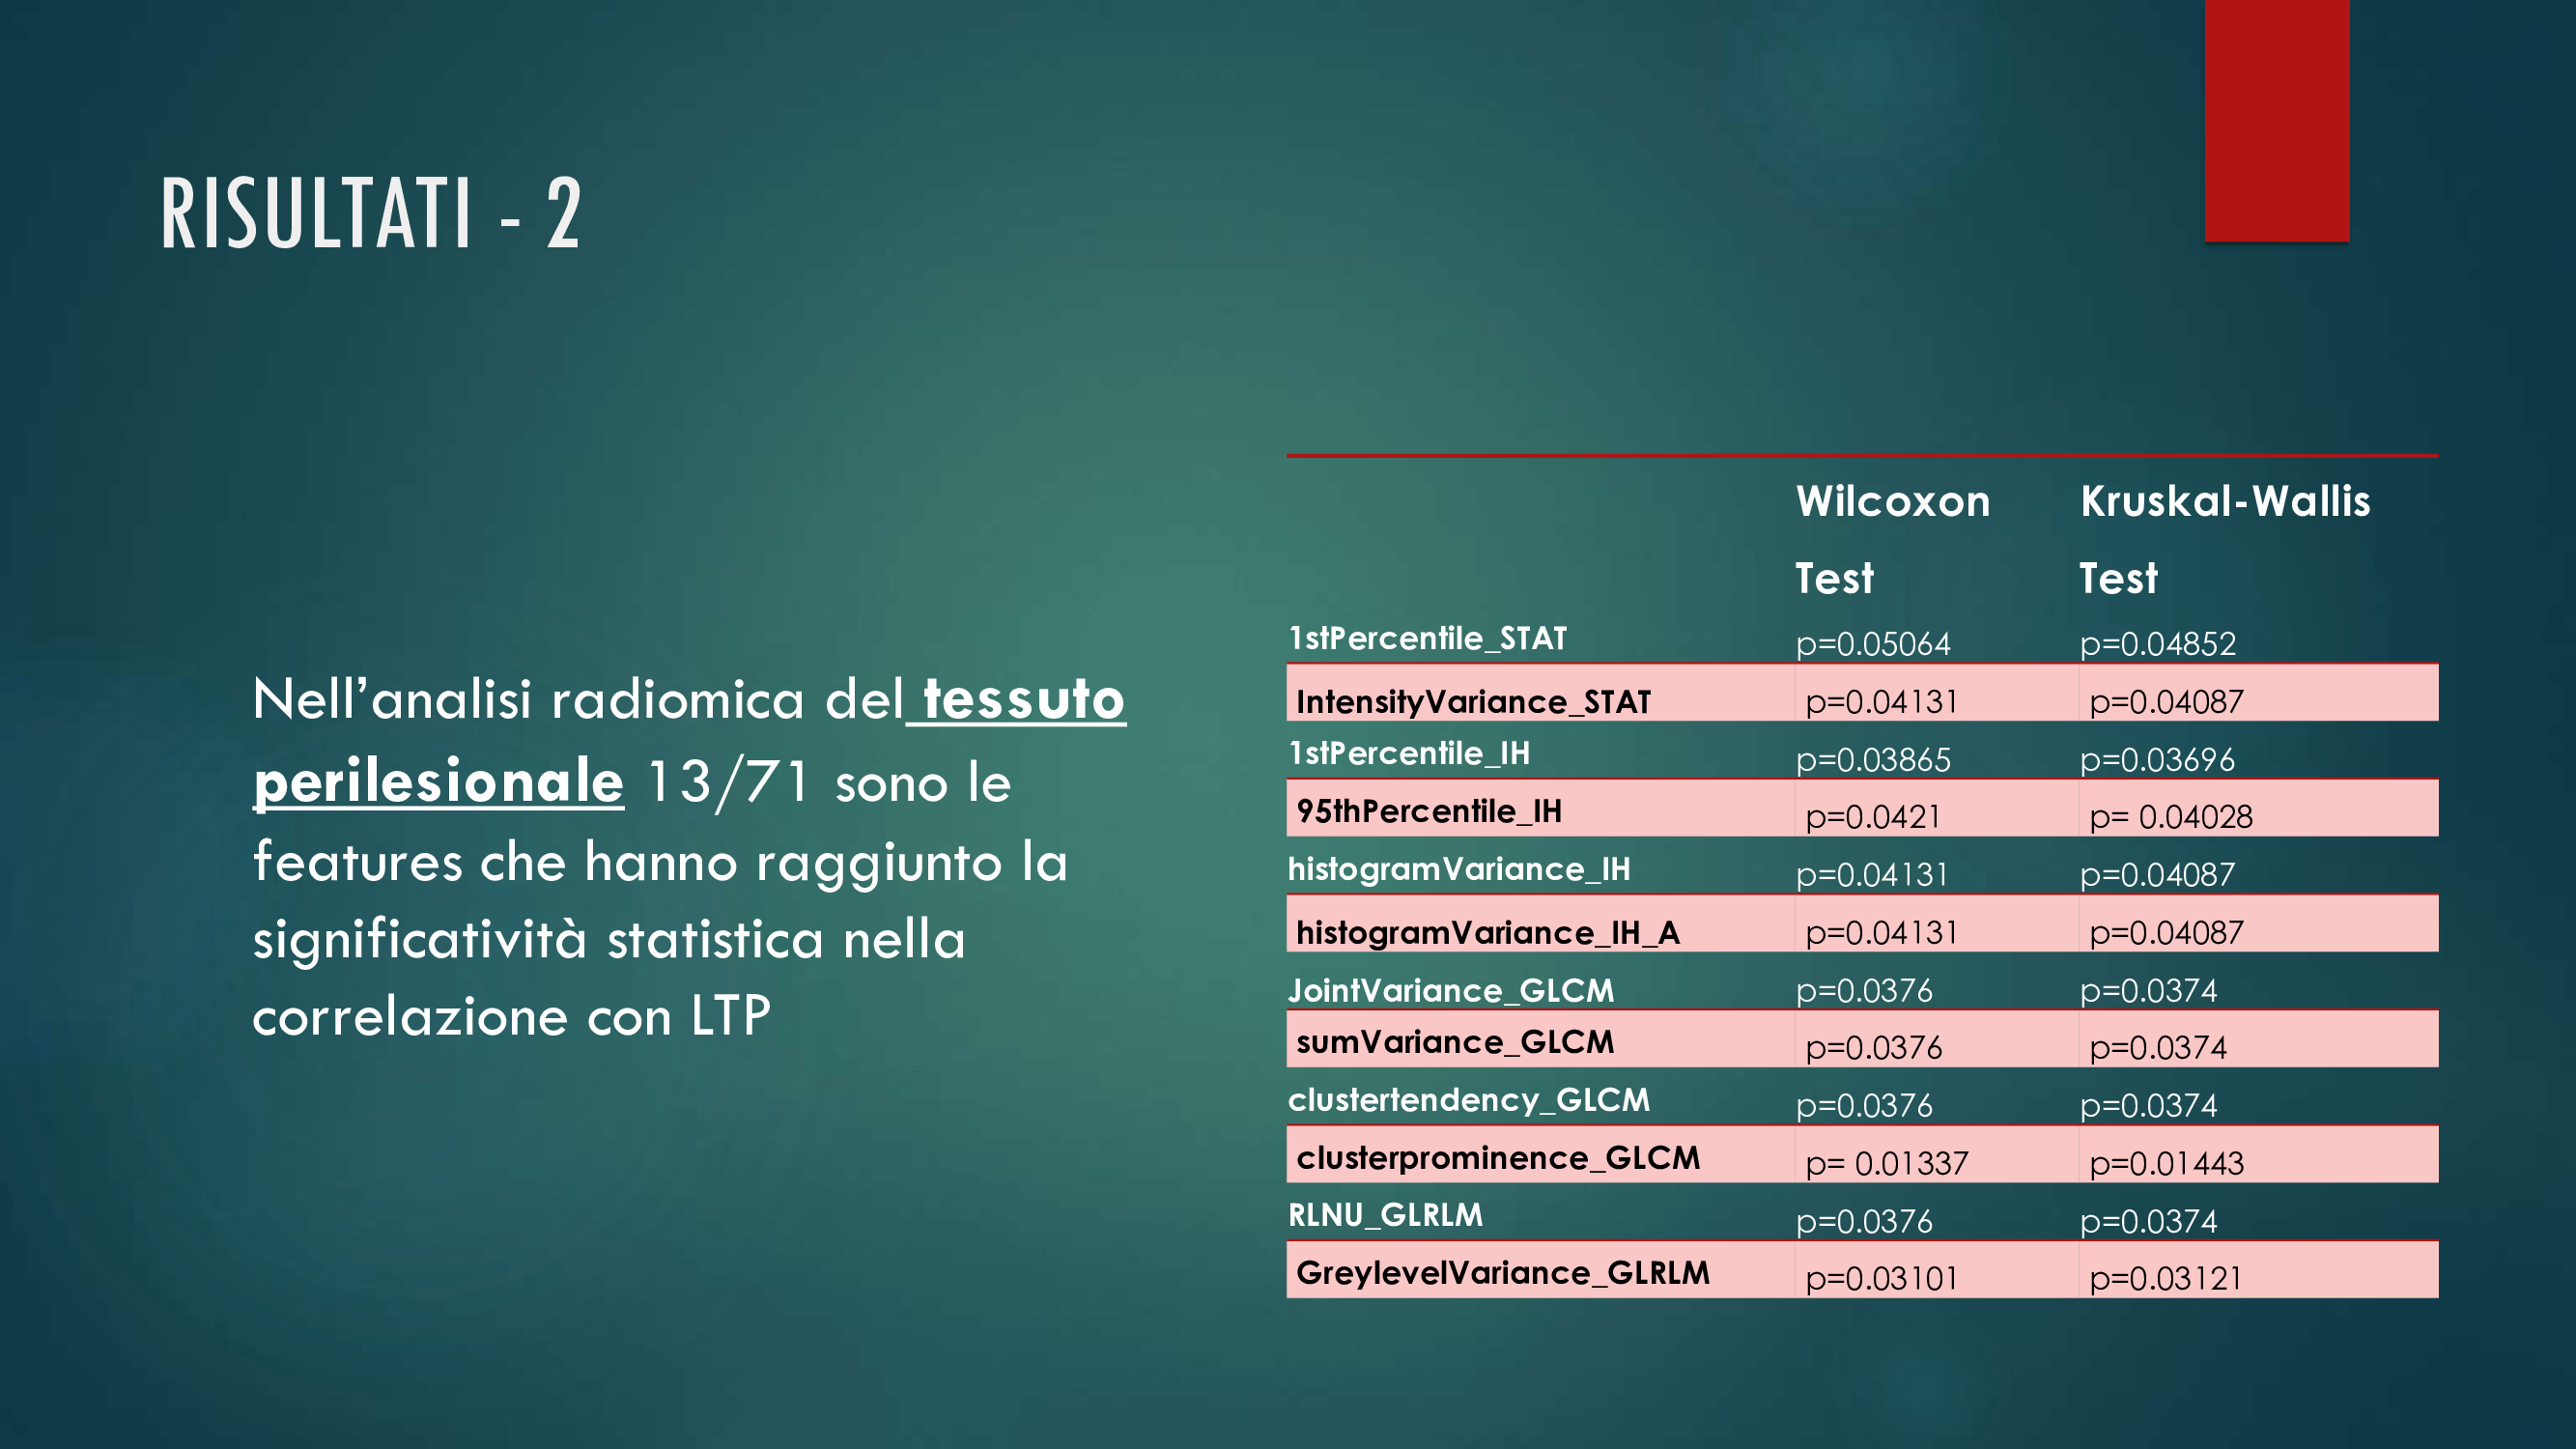 RISULTATI - 2
Nell’analisi radiomica del tessuto
perilesionale 13/71 sono le
features che hanno raggiunto la
significatività statistica nella
correlazione con LTP
Wilcoxon Test Kruskal-Wallis Test
1stPercentile_STAT p=0.05064 p=0.04852
IntensityVariance_STAT p=0.04131 p=0.04087
1stPercentile_IH p=0.03865 p=0.03696
95thPercentile_IH p=0.0421 p= 0.04028
histogramVariance_IH p=0.04131 p=0.04087
histogramVariance_IH_A p=0.04131 p=0.04087
JointVariance_GLCM p=0.0376 p=0.0374
sumVariance_GLCM p=0.0376 p=0.0374
clustertendency_GLCM p=0.0376 p=0.0374
clusterprominence_GLCM p= 0.01337 p=0.01443
RLNU_GLRLM p=0.0376 p=0.0374
GreylevelVariance_GLRLM p=0.03101 p=0.03121